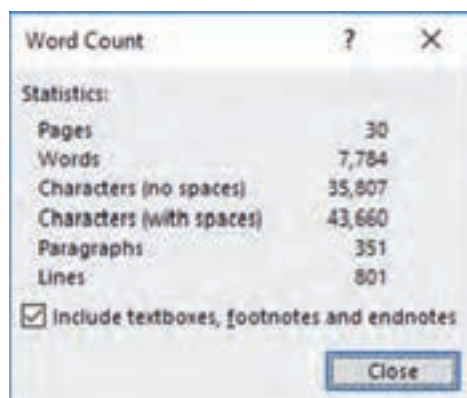 Word Count ? ×
Statistics:
Pages 30
Words 7,784
Characters (no spaces) 35,807
Characters (with spaces) 43,660
Paragraphs 351
Lines 801
Include textboxes, footnotes and endnotes
Close